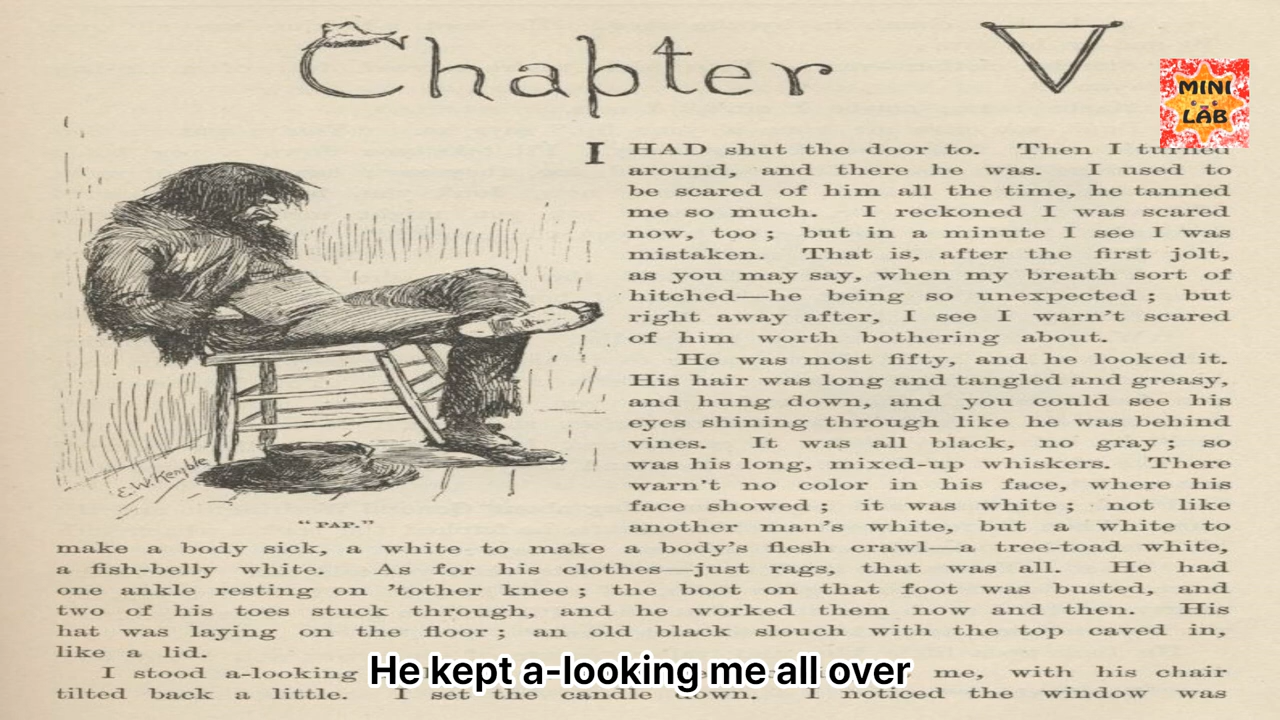 Chapter V
MINI
LAB
I HAD shut the door to. Then I turned
around, and there he was. I used to
be scared of him all the time, he tanned
me so much. I reckoned I was scared
now, too ; but in a minute I see I was
mistaken. That is, after the first jolt,
as you may say, when my breath sort of
hitched—he being so unexpected ; but
right away after, I see I warn't scared
of him worth bothering about.
He was most fifty, and he looked it.
His hair was long and tangled and greasy,
and hung down, and you could see his
eyes shining through like he was behind
vines. It was all black, no gray ; so
was his long, mixed-up whiskers. There
warn't no color in his face, where his
face showed ; it was white ; not like
another man's white, but a white to
E.W. Kemble
"PAP."
make a body sick, a white to make a body's flesh crawl—a tree-toad white,
a fish-belly white. As for his clothes—just rags, that was all. He had
one ankle resting on 'tother knee ; the boot on that foot was busted, and
two of his toes stuck through, and he worked them now and then. His
hat was laying on the floor ; an old black slouch with the top caved in,
like a lid.
I stood a-looking me, with his chair
tilted back a little. I set the candle down. I noticed the window was
He kept a-looking me all over